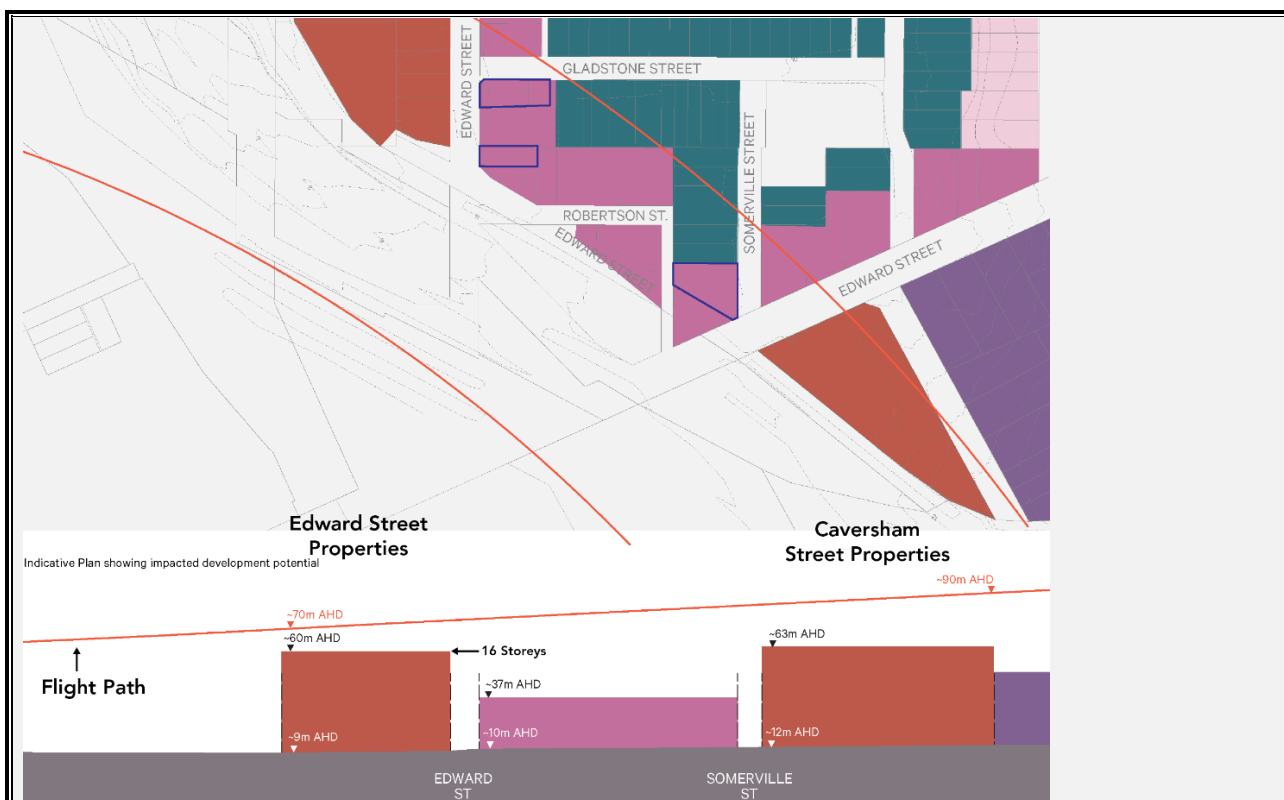 EDWARD STREET
GLADSTONE STREET
SOMERVILLE STREET
ROBERTSON ST.
EDWARD STREET
EDWARD STREET
Edward Street
Properties
Caversham
Street Properties
Indicative Plan showing impacted development potential
~90m AHD
~70m AHD
~60m AHD
~63m AHD
16 Storeys
Flight Path
~37m AHD
~9m AHD
~10m AHD
~12m AHD
EDWARD
ST
SOMERVILLE
ST